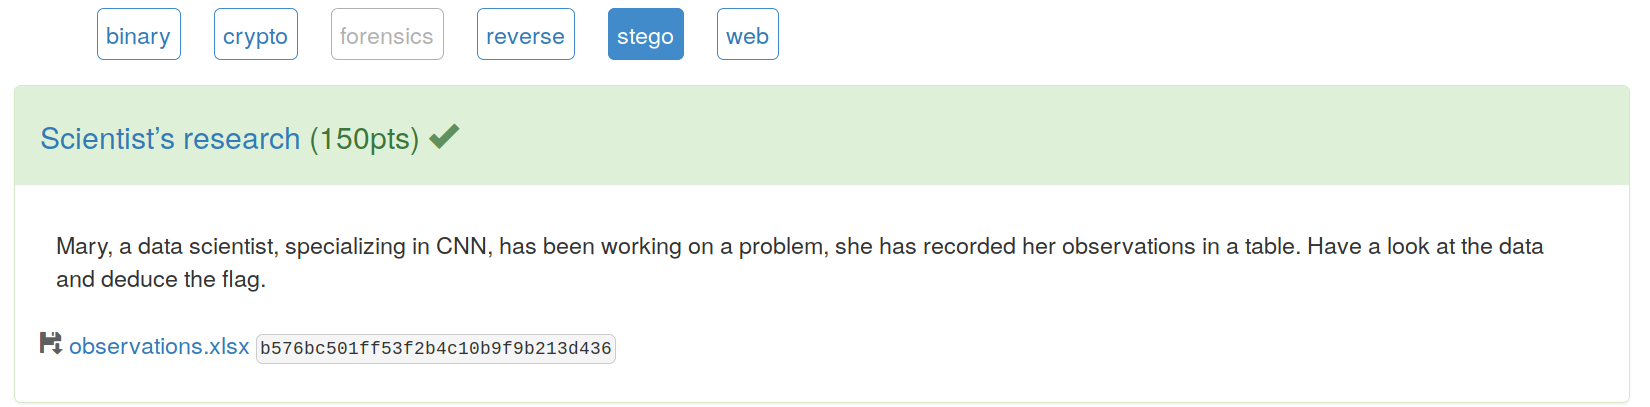 binary crypto forensics reverse stego web
Scientist’s research (150pts)
Mary, a data scientist, specializing in CNN, has been working on a problem, she has recorded her observations in a table. Have a look at the data
and deduce the flag.
observations.xlsx b576bc501ff53f2b4c10b9f9b213d436